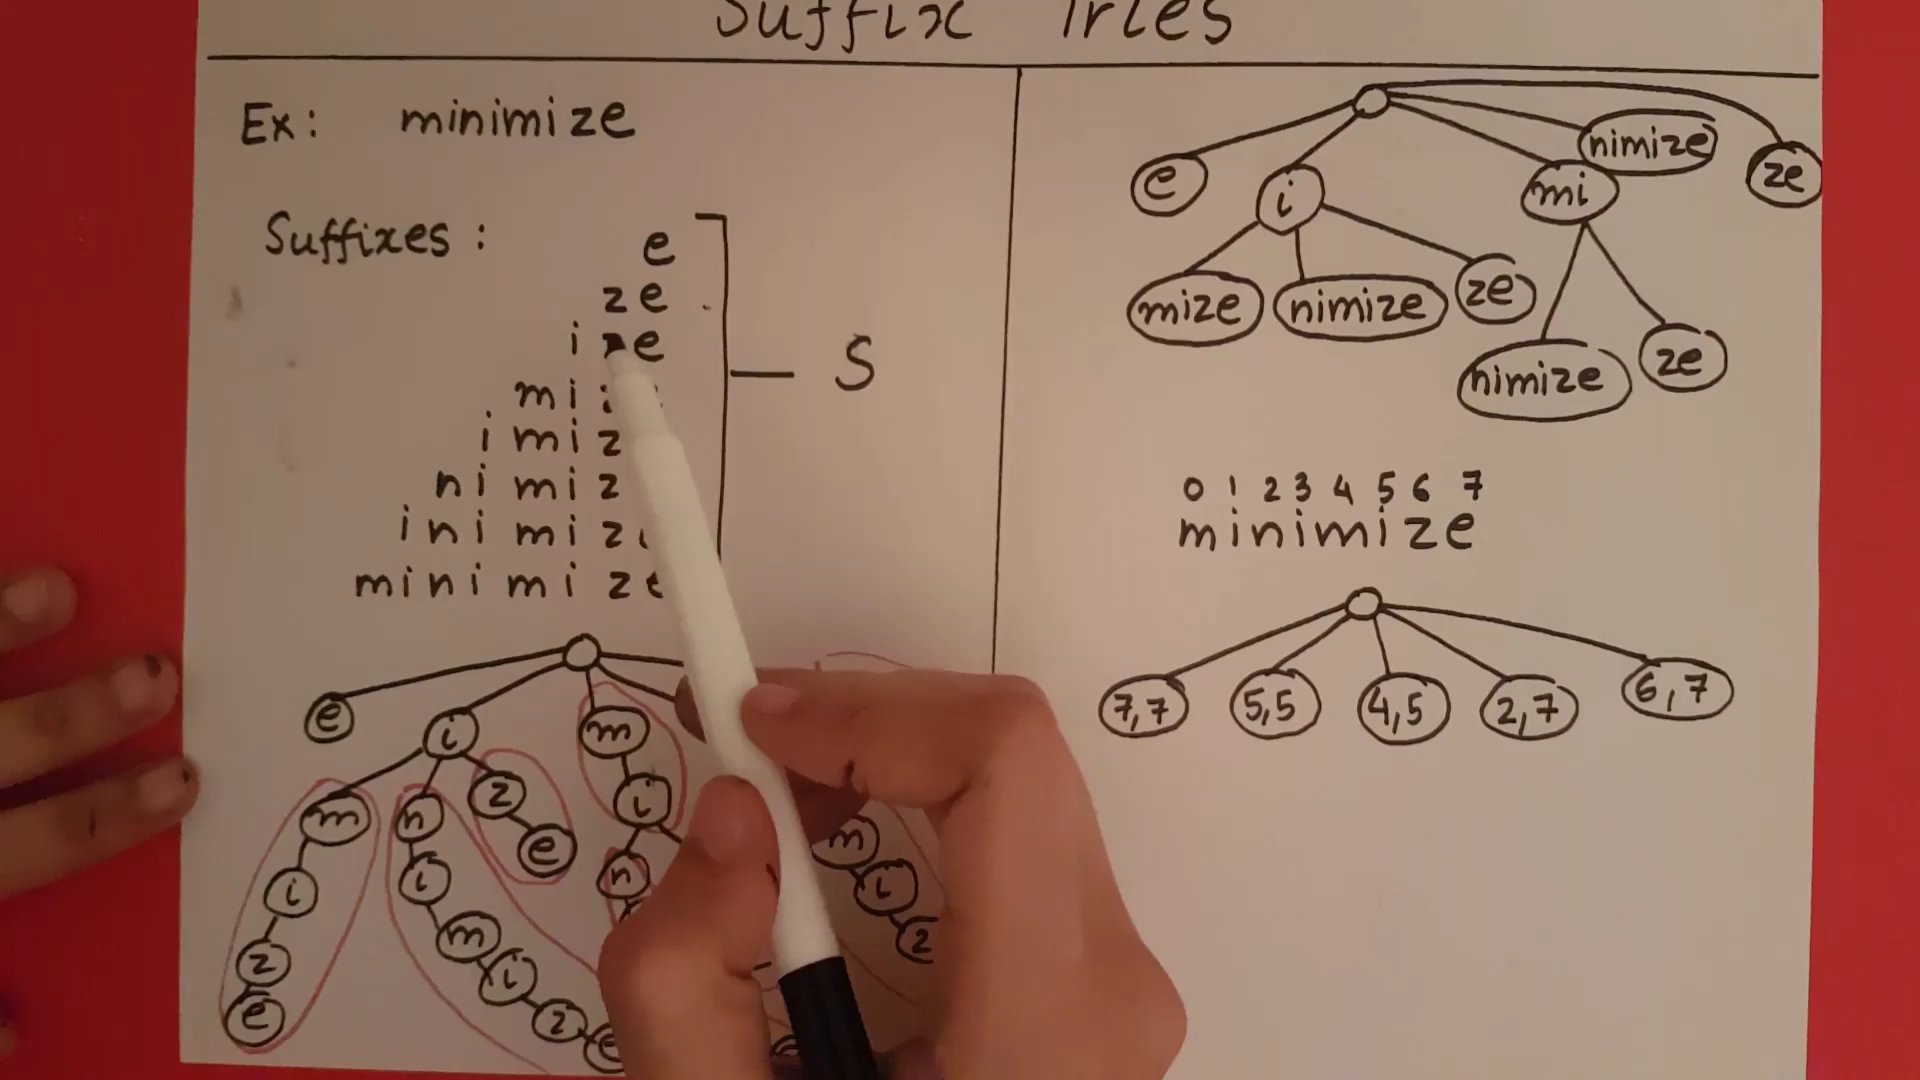 Suffix Tries
Ex: minimize
Suffixes: e
ze
ize
mi
imiz
nimiz
inimiz
minimize
S
e
i
m
m
n
z
i
i
i
e
n
z
m
i
m
i
z
e
i
z
e
nimize
ze
e
i
mi
mize
nimize
ze
nimize
ze
0 1 2 3 4 5 6 7
minimize
7,7
5,5
4,5
2,7
6,7